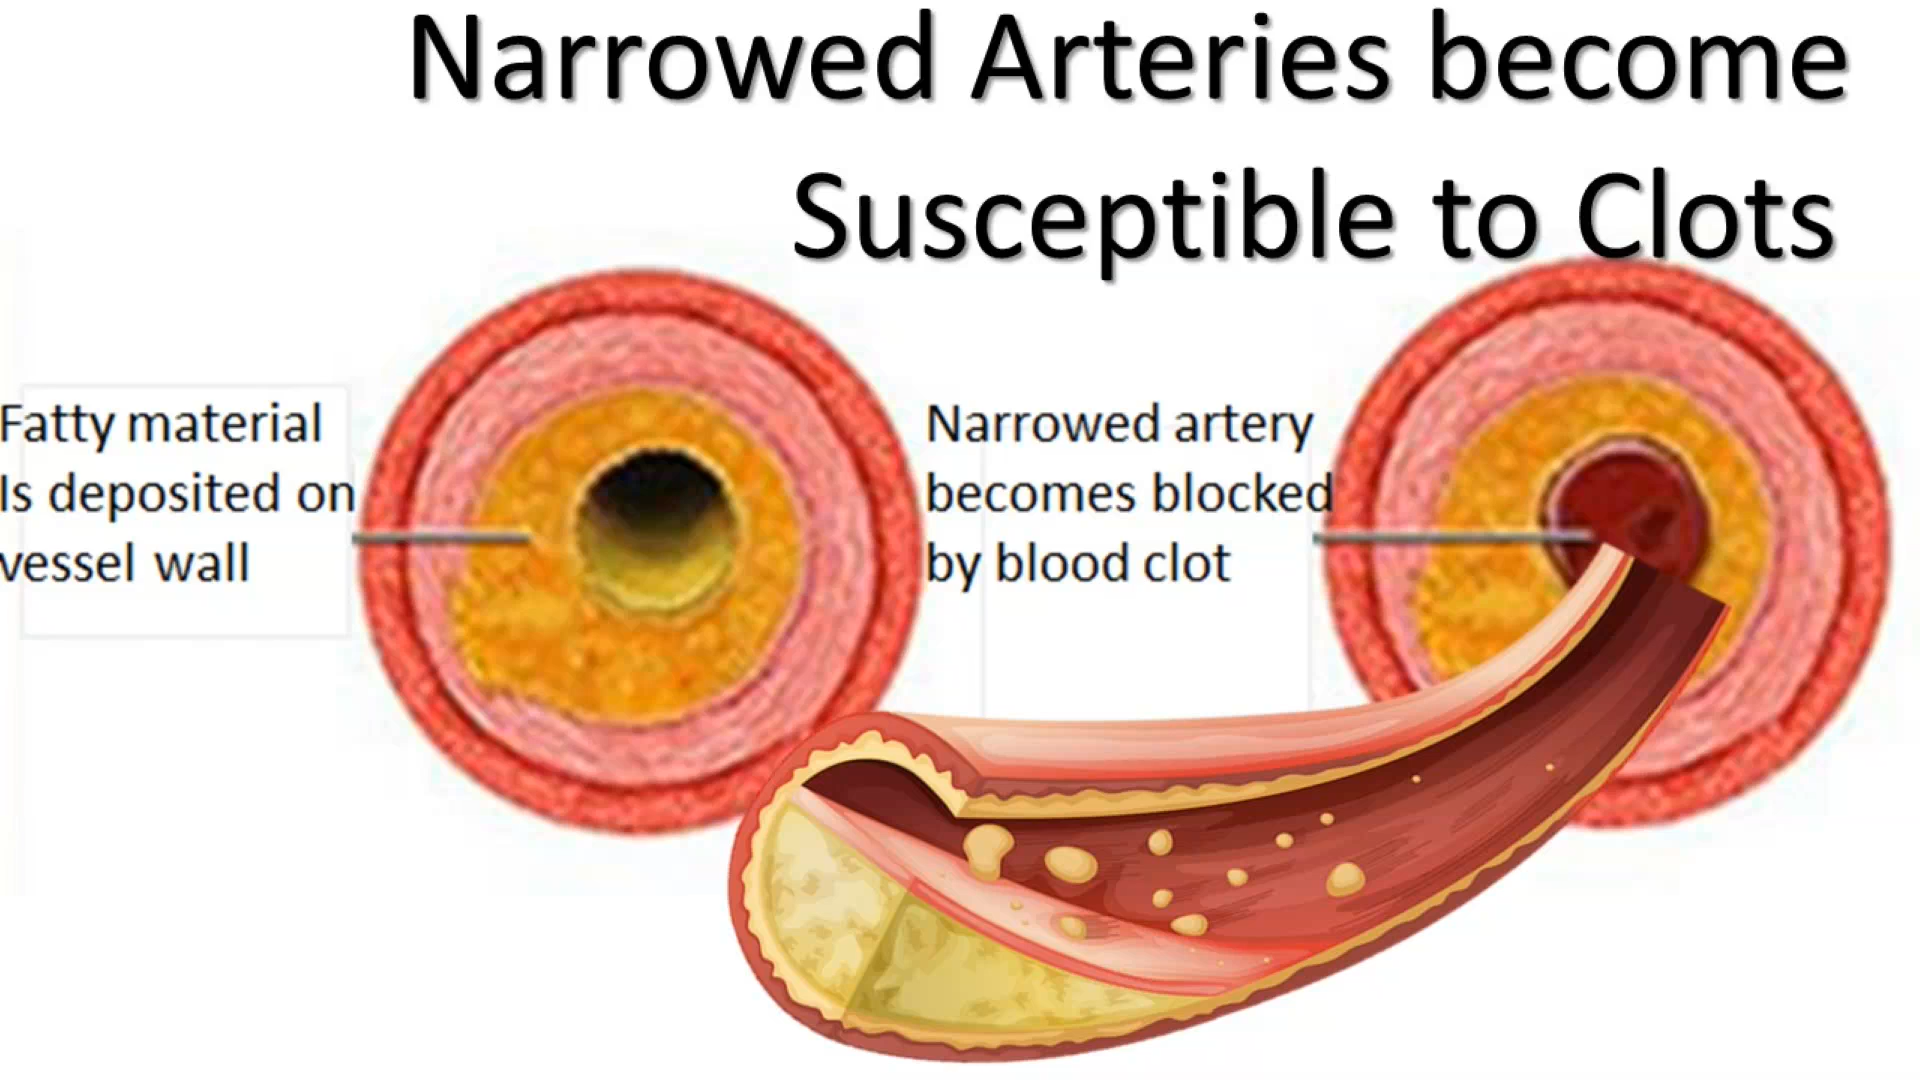 Narrowed Arteries become
Susceptible to Clots
Fatty material
Is deposited on
vessel wall
Narrowed artery
becomes blocked
by blood clot